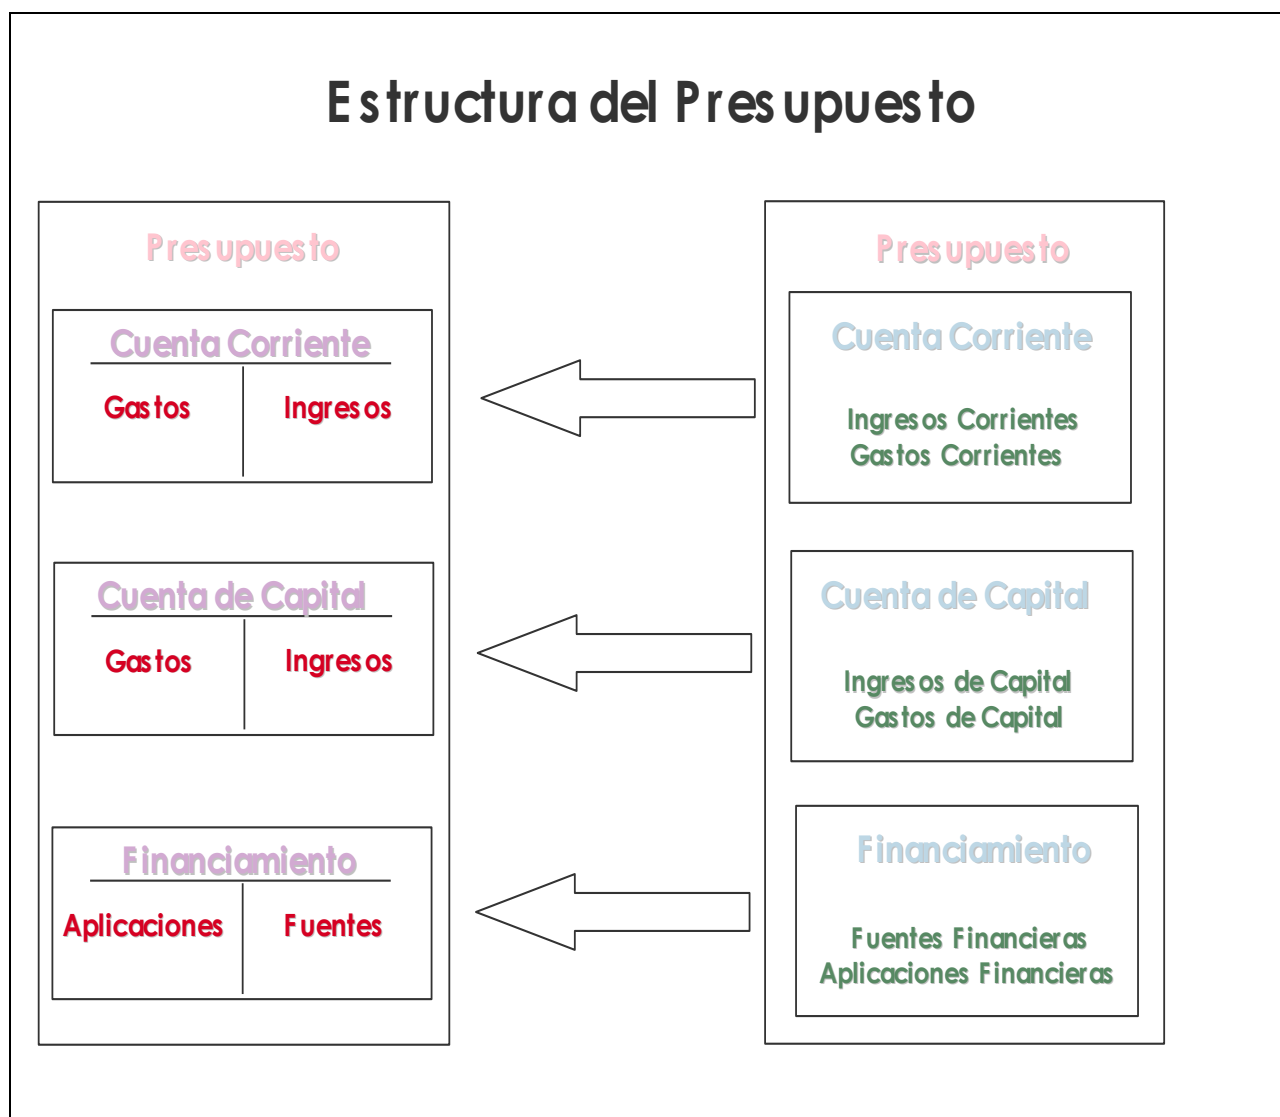 Estructura del Presupuesto
Presupuesto
Cuenta Corriente
Gastos Ingresos
Cuenta de Capital
Gastos Ingresos
Financiamiento
Aplicaciones Fuentes
Presupuesto
Cuenta Corriente
Ingresos Corrientes
Gastos Corrientes
Cuenta de Capital
Ingresos de Capital
Gastos de Capital
Financiamiento
Fuentes Financieras
Aplicaciones Financieras